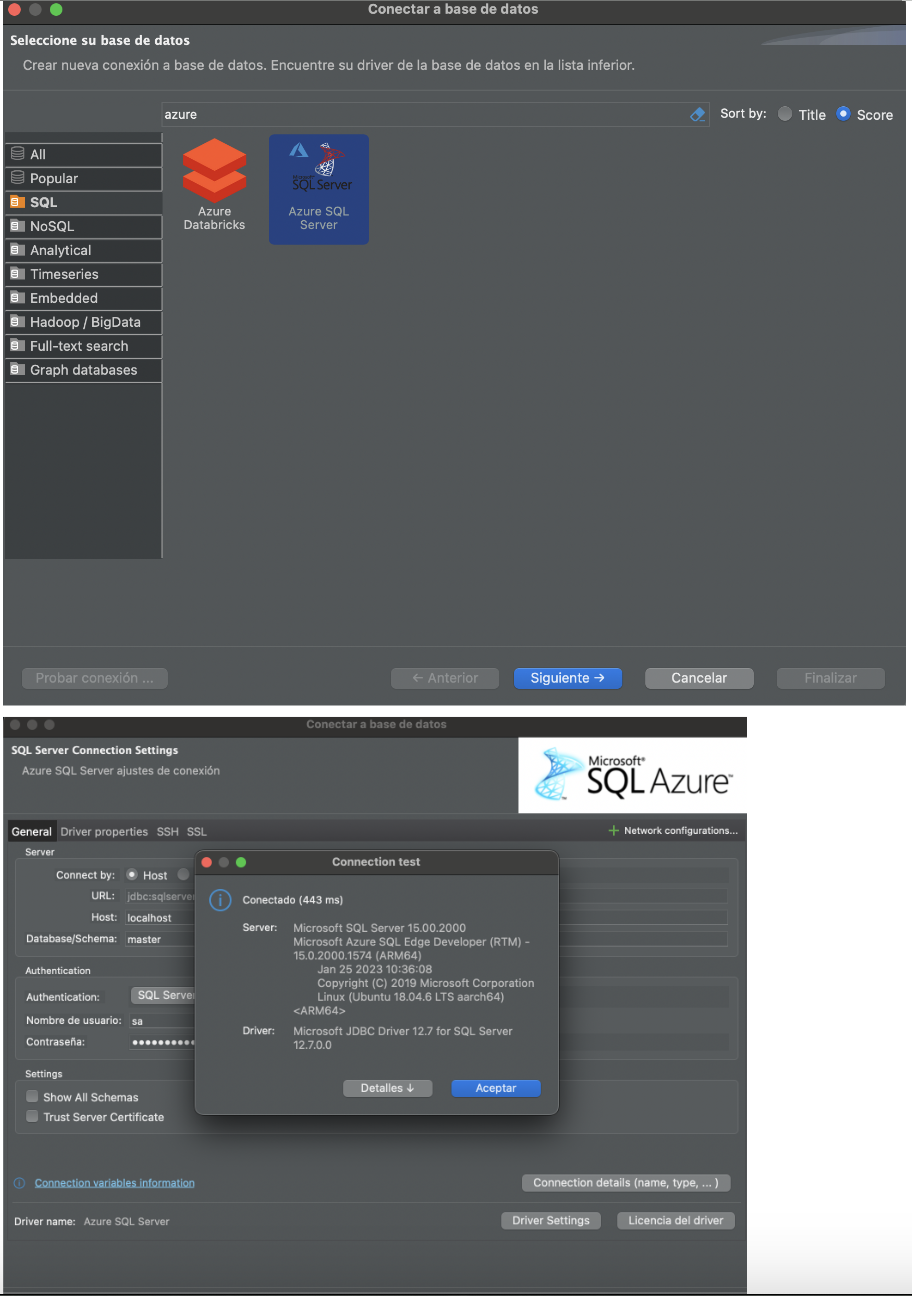 Conectar a base de datos
Seleccione su base de datos
Crear nueva conexión a base de datos. Encuentre su driver de la base de datos en la lista inferior.
azure
Sort by: Title Score
All
Popular
SQL
NoSQL
Analytical
Timeseries
Embedded
Hadoop / BigData
Full-text search
Graph databases
Azure
Databricks
Microsoft
SQL Server
Azure SQL
Server
Probar conexión ...
← Anterior
Siguiente →
Cancelar
Finalizar
Conectar a base de datos
SQL Server Connection Settings
Azure SQL Server ajustes de conexión
Microsoft®
SQL Azure™
General Driver properties SSH SSL
+ Network configurations...
Server
Connect by: Host
URL: jdbc:sqlserver
Host: localhost
Database/Schema: master
Authentication
Authentication: SQL Server
Nombre de usuario: sa
Contraseña: ••••••••••
Settings
Show All Schemas
Trust Server Certificate
Connection test
Conectado (443 ms)
Server: Microsoft SQL Server 15.00.2000
Microsoft Azure SQL Edge Developer (RTM) -
15.0.2000.1574 (ARM64)
Jan 25 2023 10:36:08
Copyright (C) 2019 Microsoft Corporation
Linux (Ubuntu 18.04.6 LTS aarch64)
<ARM64>
Driver: Microsoft JDBC Driver 12.7 for SQL Server
12.7.0.0
Detalles ↓
Aceptar
Connection variables information
Connection details (name, type, ... )
Driver name: Azure SQL Server
Driver Settings
Licencia del driver